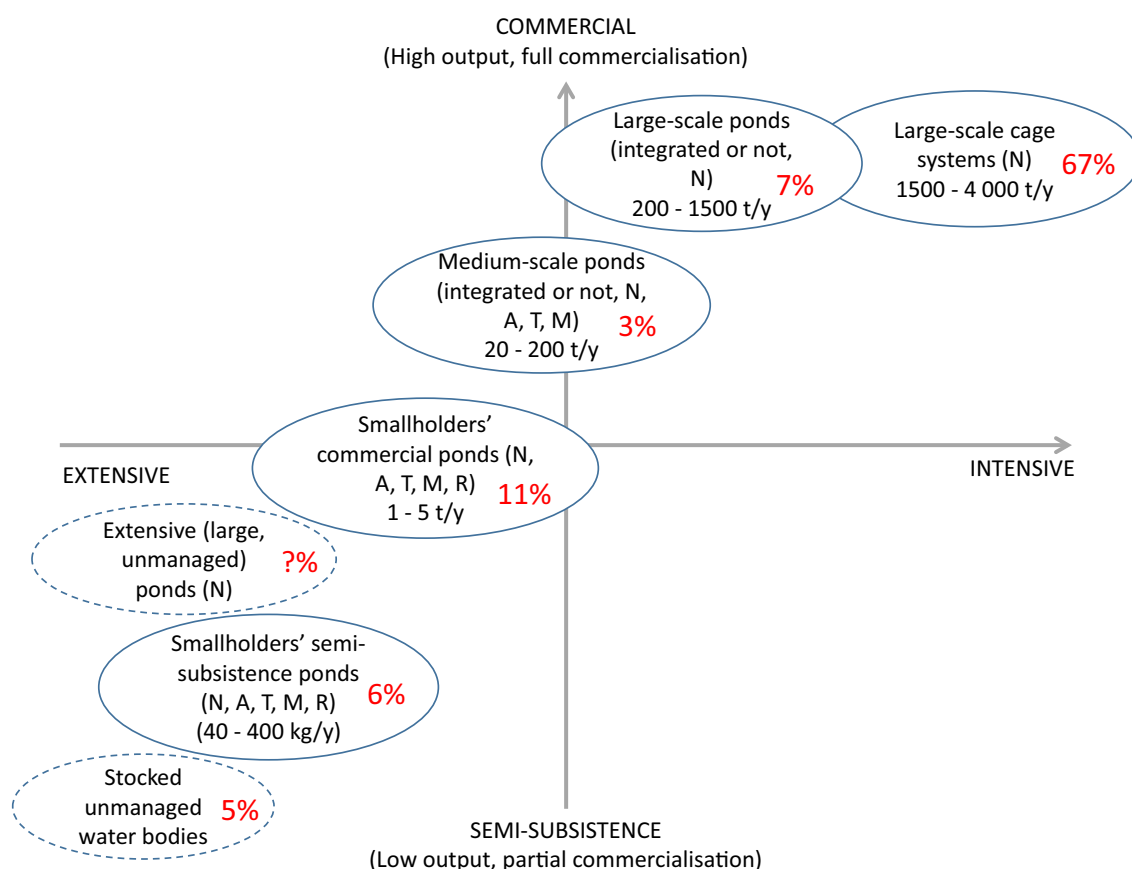 COMMERCIAL
(High output, full commercialisation)
Large-scale ponds
(integrated or not,
N)
7%
200 - 1500 t/y
Large-scale cage
systems (N)
67%
1500 - 4 000 t/y
Medium-scale ponds
(integrated or not, N,
A, T, M)
3%
20 - 200 t/y
Smallholders’
commercial ponds (N,
A, T, M, R)
11%
1 - 5 t/y
EXTENSIVE
INTENSIVE
Extensive (large,
unmanaged)
?%
ponds (N)
Smallholders’ semi-
subsistence ponds
(N, A, T, M, R)
6%
(40 - 400 kg/y)
Stocked
unmanaged
5%
water bodies
SEMI-SUBSISTENCE
(Low output, partial commercialisation)